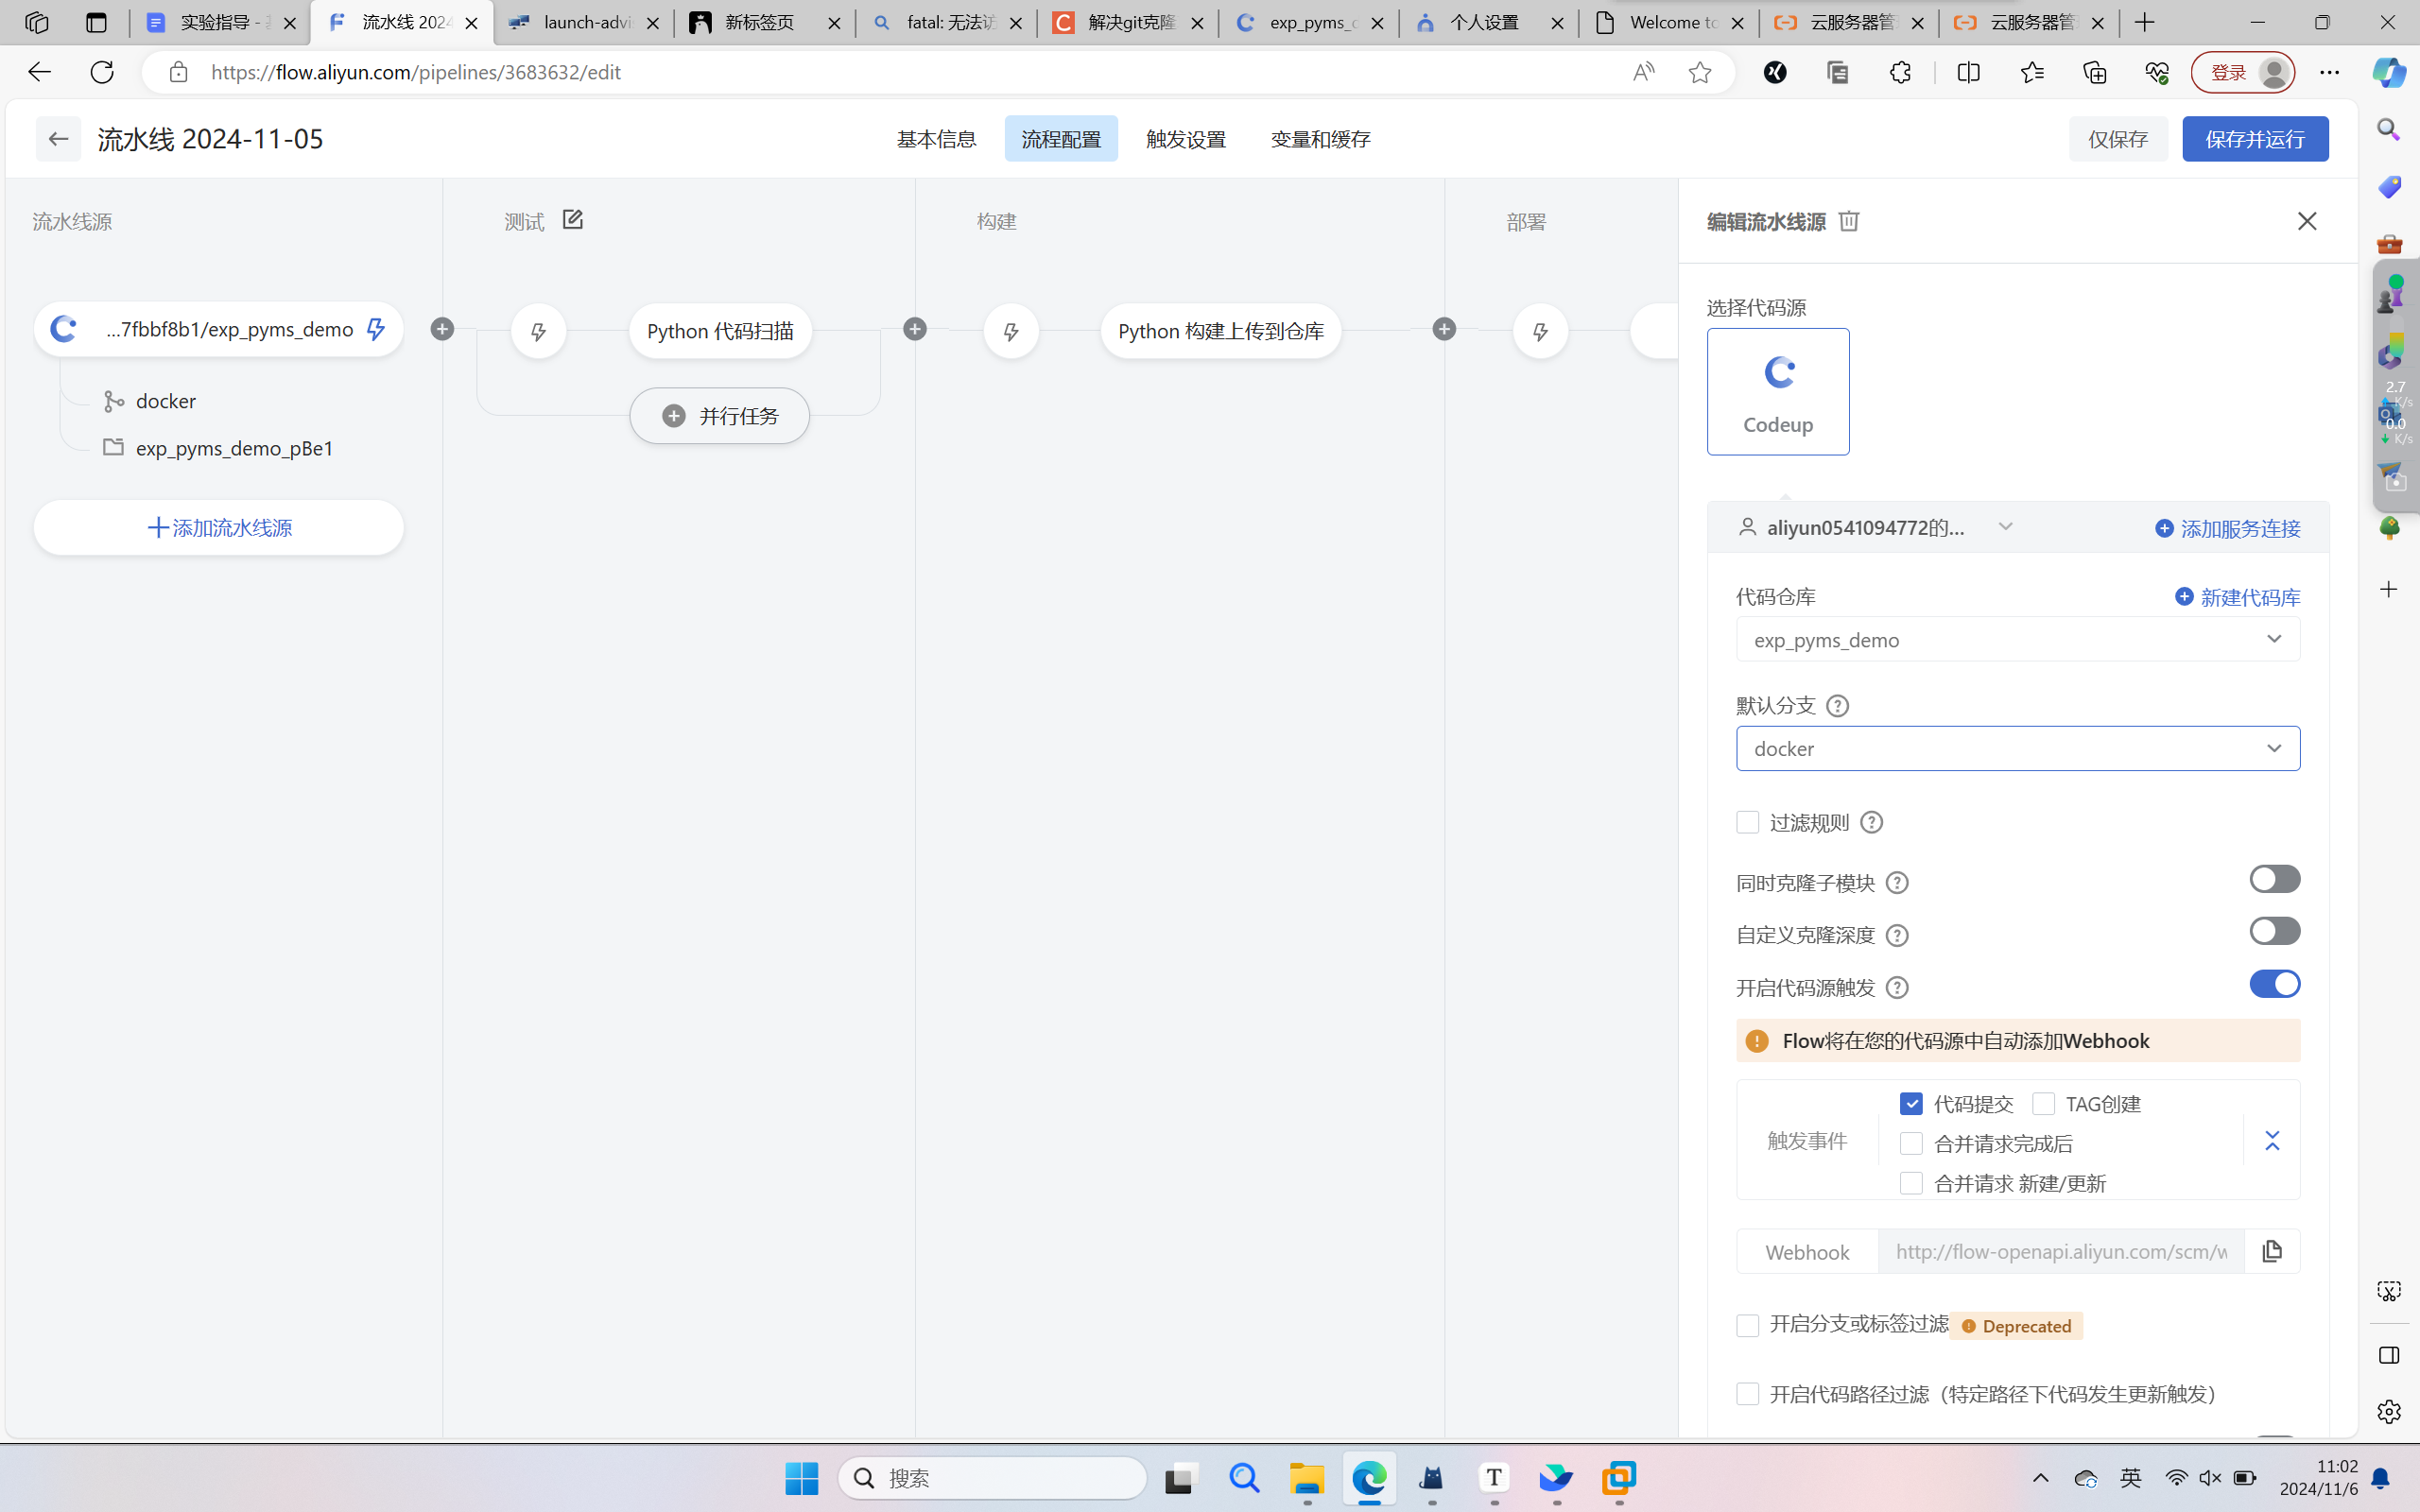 实验指导 -
流水线 2024
launch-advi
新标签页
fatal: 无法访
解决git克隆
exp_pyms_d
个人设置
Welcome to
云服务器管
云服务器管
https://flow.aliyun.com/pipelines/3683632/edit
登录
流水线 2024-11-05
基本信息
流程配置
触发设置
变量和缓存
仅保存
保存并运行
流水线源
测试
构建
部署
编辑流水线源
选择代码源
...7fbbf8b1/exp_pyms_demo
Python 代码扫描
Python 构建上传到仓库
Codeup
docker
并行任务
exp_pyms_demo_pBe1
添加流水线源
2.7
K/s
0.0
K/s
aliyun0541094772的...
添加服务连接
代码仓库
新建代码库
exp_pyms_demo
默认分支
docker
过滤规则
同时克隆子模块
自定义克隆深度
开启代码源触发
Flow将在您的代码源中自动添加Webhook
触发事件
代码提交
TAG创建
合并请求完成后
合并请求 新建/更新
Webhook
http://flow-openapi.aliyun.com/scm/w
开启分支或标签过滤
Deprecated
开启代码路径过滤（特定路径下代码发生更新触发）
搜索
英
11:02
2024/11/6